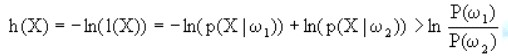 h(X) = −ln(l(X)) = −ln(p(X | ω₁)) + ln(p(X | ω₂)) > ln P(ω₁) / P(ω₂)